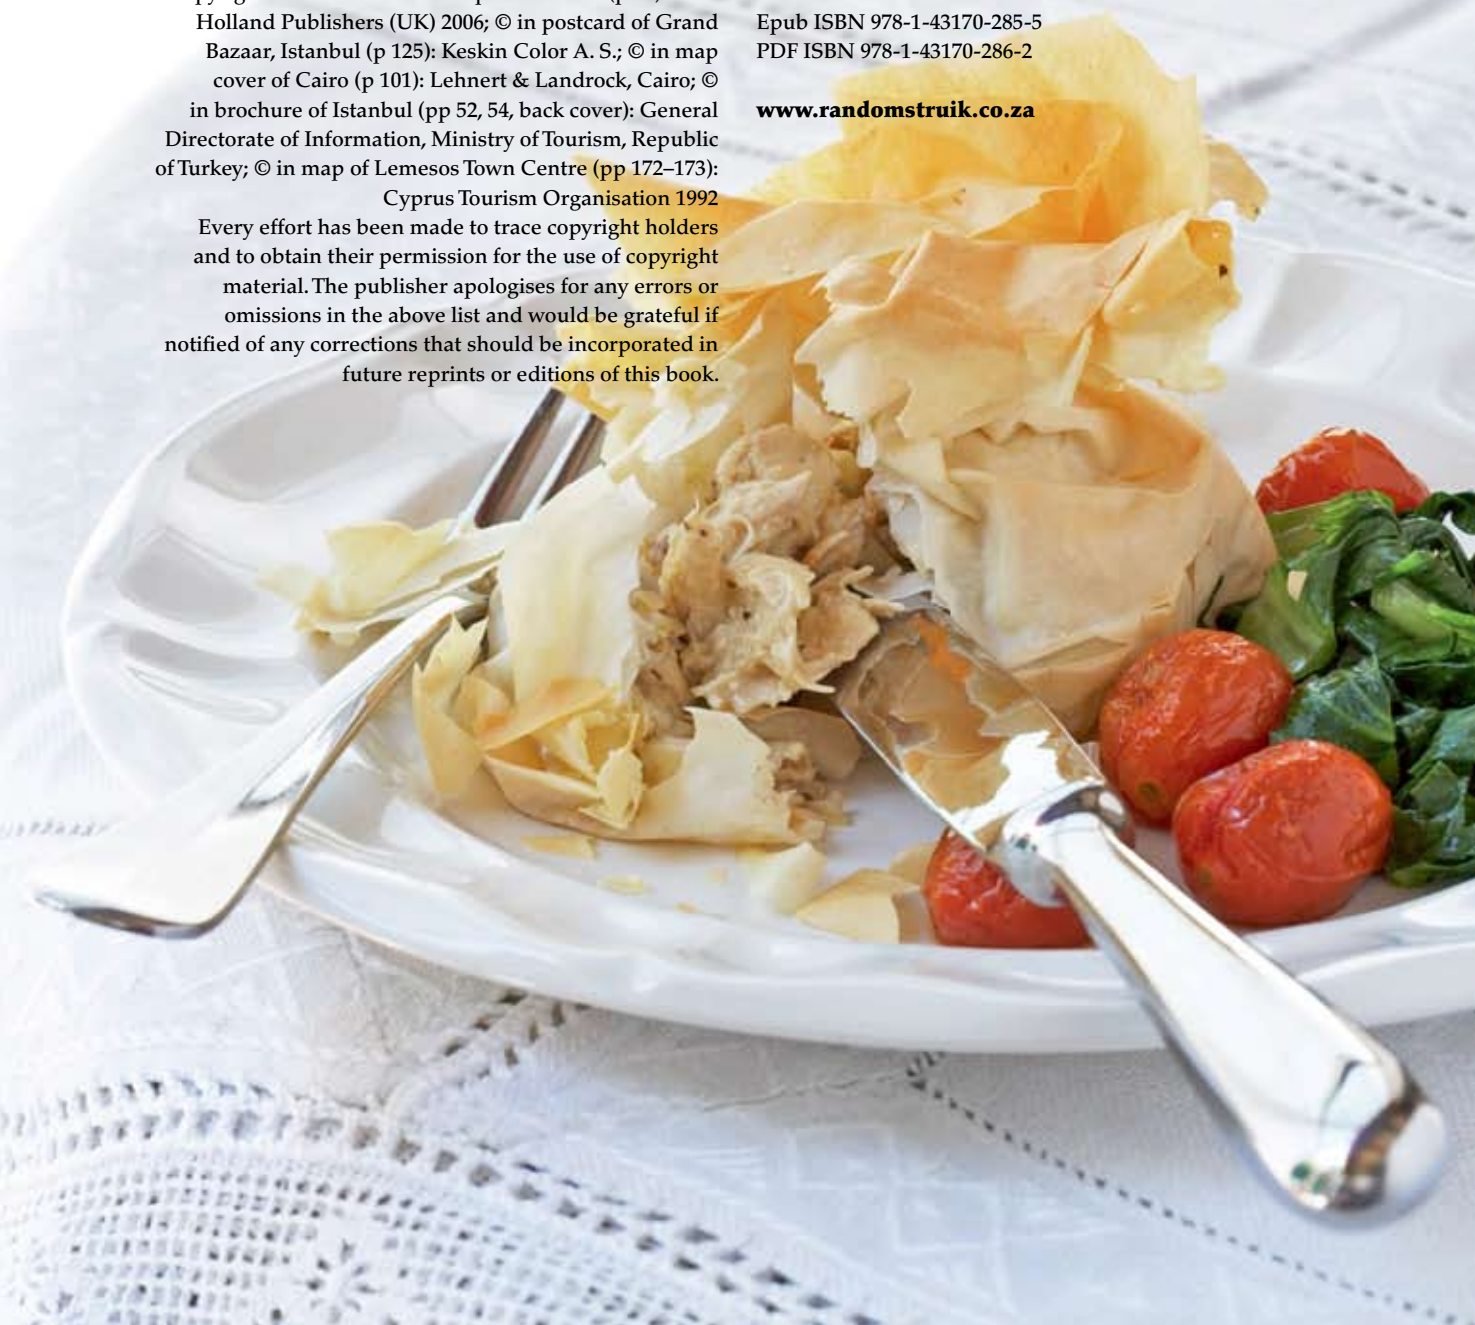 Holland Publishers (UK) 2006; © in postcard of Grand
Bazaar, Istanbul (p 125): Keskin Color A. S.; © in map
cover of Cairo (p 101): Lehnert & Landrock, Cairo; ©
in brochure of Istanbul (pp 52, 54, back cover): General
Directorate of Information, Ministry of Tourism, Republic
of Turkey; © in map of Lemesos Town Centre (pp 172–173):
Cyprus Tourism Organisation 1992
Every effort has been made to trace copyright holders
and to obtain their permission for the use of copyright
material. The publisher apologises for any errors or
omissions in the above list and would be grateful if
notified of any corrections that should be incorporated in
future reprints or editions of this book.
Epub ISBN 978-1-43170-285-5
PDF ISBN 978-1-43170-286-2
www.randomstruik.co.za